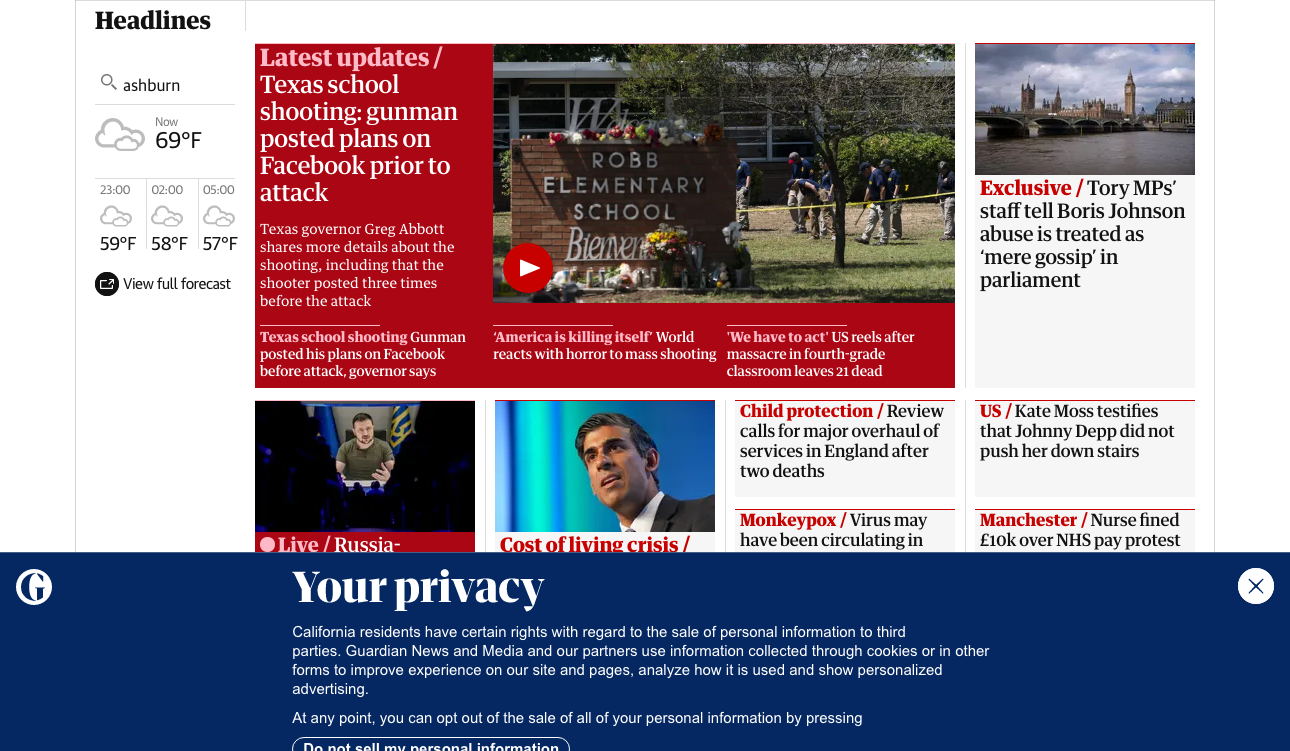 Headlines
ashburn
Now
69°F
23:00
02:00
05:00
59°F
58°F
57°F
View full forecast
Latest updates /
Texas school
shooting: gunman
posted plans on
Facebook prior to
attack
Texas governor Greg Abbott
shares more details about the
shooting, including that the
shooter posted three times
before the attack
ROBB
ELEMENTARY
SCHOOL
Texas school shooting Gunman
posted his plans on Facebook
before attack, governor says
‘America is killing itself’ World
reacts with horror to mass shooting
'We have to act' US reels after
massacre in fourth-grade
classroom leaves 21 dead
Exclusive / Tory MPs’
staff tell Boris Johnson
abuse is treated as
‘mere gossip’ in
parliament
Live / Russia-
Cost of living crisis /
Child protection / Review
calls for major overhaul of
services in England after
two deaths
Monkeypox / Virus may
have been circulating in
US / Kate Moss testifies
that Johnny Depp did not
push her down stairs
Manchester / Nurse fined
£10k over NHS pay protest
Your privacy
California residents have certain rights with regard to the sale of personal information to third
parties. Guardian News and Media and our partners use information collected through cookies or in other
forms to improve experience on our site and pages, analyze how it is used and show personalized
advertising.
At any point, you can opt out of the sale of all of your personal information by pressing
Do not sell my personal information